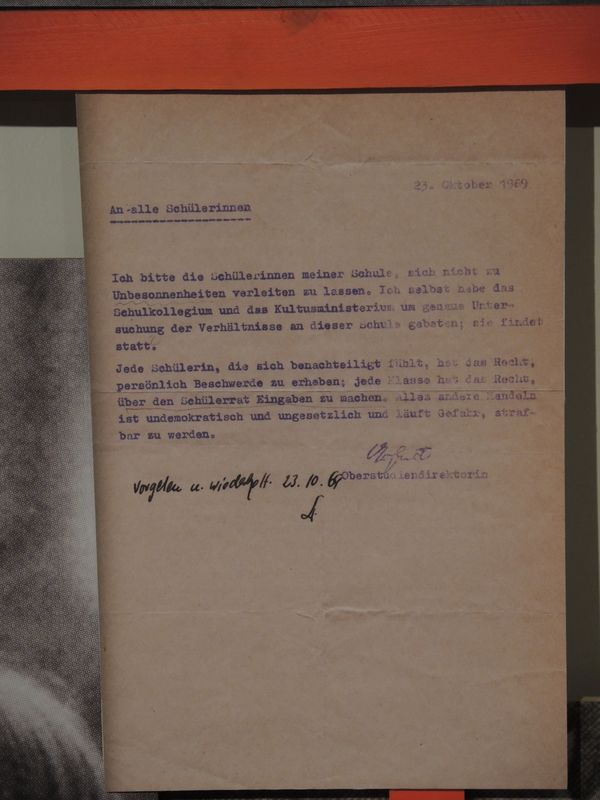 23. Oktober 1969
An alle Schülerinnen
Ich bitte die Schülerinnen meiner Schule, sich nicht zu
Unbesonnenheiten verleiten zu lassen. Ich selbst habe das
Schulkollegium und das Kultusministerium um genaue Unter-
suchung der Verhältnisse an dieser Schule gebeten; sie findet
statt.
Jede Schülerin, die sich benachteiligt fühlt, hat das Recht,
persönlich Beschwerde zu erheben; jede Klasse hat das Recht,
über den Schülerrat Eingaben zu machen. Alles andere Handeln
ist undemokratisch und ungesetzlich und läuft Gefahr, straf-
bar zu werden.
Oberstudiendirektorin
vorgelesen u. wiederholt. 23.10.69